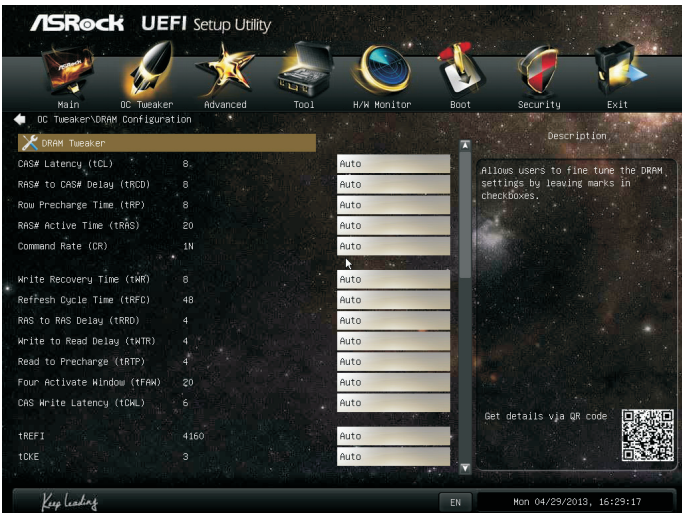 ASRock UEFI Setup Utility
Main OC Tweaker Advanced Tool H/W Monitor Boot Security Exit
OC Tweaker\DRAM Configuration
DRAM Tweaker
CAS# Latency (tCL) 8 Auto
RAS# to CAS# Delay (tRCD) 8 Auto
Row Precharge Time (tRP) 8 Auto
RAS# Active Time (tRAS) 20 Auto
Command Rate (CR) 1N Auto
Write Recovery Time (tWR) 8 Auto
Refresh Cycle Time (tRFC) 48 Auto
RAS to RAS Delay (tRRD) 4 Auto
Write to Read Delay (tWTR) 4 Auto
Read to Precharge (tRTP) 4 Auto
Four Activate Window (tFAW) 20 Auto
CAS Write Latency (tCWL) 6 Auto
tREFI 4160 Auto
tCKE 3 Auto
Description
Allows users to fine tune the DRAM
settings by leaving marks in
checkboxes.
Get details via QR code
Keep Leading
EN
Mon 04/29/2013, 16:29:17